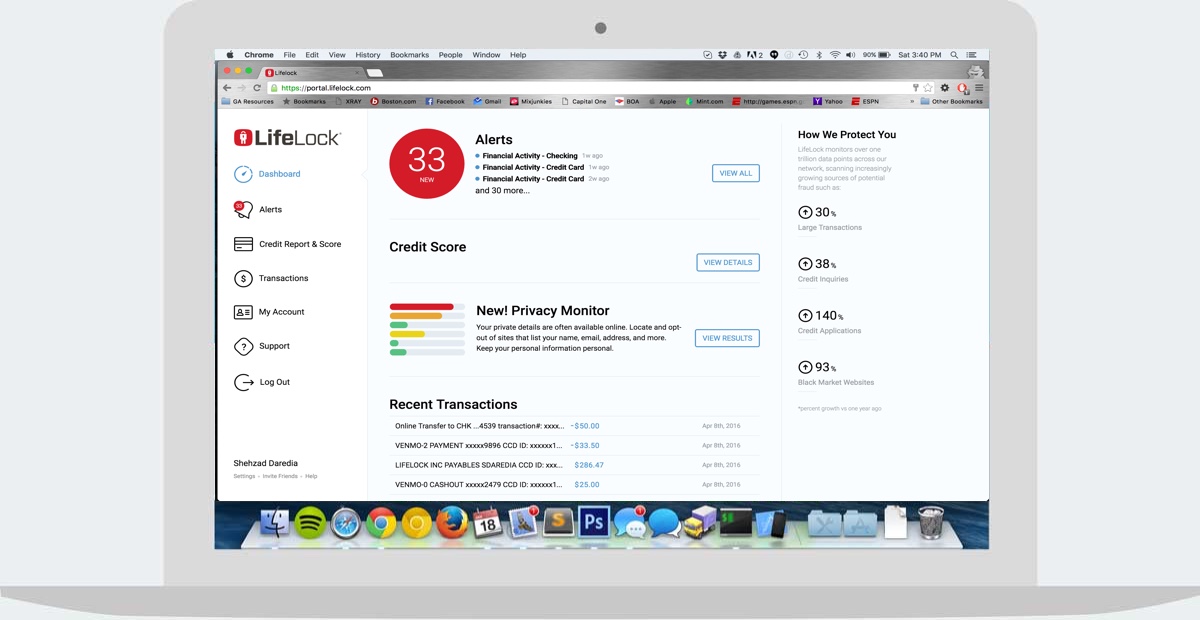 Chrome File Edit View History Bookmarks People Window Help
2 90% Sat 3:40 PM
Lifelock
https://portal.lifelock.com
GA Resources Bookmarks XRAY Boston.com Facebook Gmail Mixjunkies Capital One BOA Apple Mint.com http://games.espn.g Yahoo ESPN » Other Bookmarks
LifeLock
Dashboard
33
Alerts
Credit Report & Score
$
Transactions
My Account
?
Support
Log Out
Shehzad Daredia
Settings - Invite Friends - Help
33
NEW
Alerts
Financial Activity - Checking 1w ago
Financial Activity - Credit Card 1w ago
Financial Activity - Credit Card 2w ago
and 30 more...
VIEW ALL
Credit Score
VIEW DETAILS
New! Privacy Monitor
Your private details are often available online. Locate and opt-
out of sites that list your name, email, address, and more.
Keep your personal information personal.
VIEW RESULTS
Recent Transactions
Online Transfer to CHK ...4539 transaction#: xxxx... -$50.00 Apr 8th, 2016
VENMO-2 PAYMENT xxxxx9896 CCD ID: xxxxxx1... -$33.50 Apr 8th, 2016
LIFELOCK INC PAYABLES SDAREDIA CCD ID: xxx... $286.47 Apr 8th, 2016
VENMO-0 CASHOUT xxxxx2479 CCD ID: xxxxxx1... $25.00 Apr 8th, 2016
How We Protect You
LifeLock monitors over one
trillion data points across our
network, scanning increasingly
growing sources of potential
fraud such as:
30%
Large Transactions
38%
Credit Inquiries
140%
Credit Applications
93%
Black Market Websites
*percent growth vs one year ago
18
1
S
Ps
1